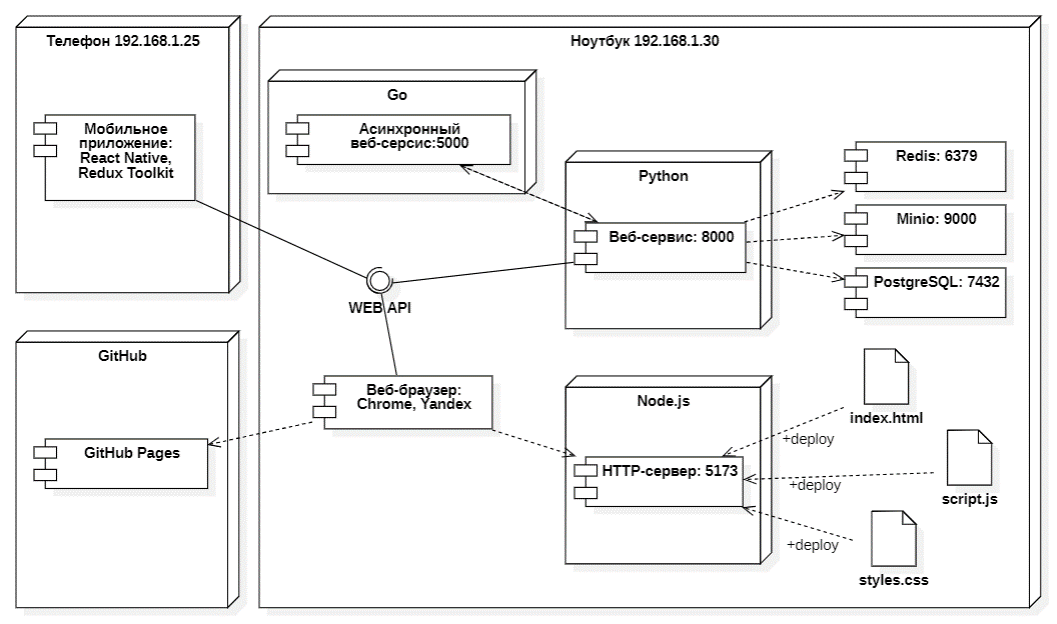 Телефон 192.168.1.25
Мобильное
приложение:
React Native,
Redux Toolkit
Ноутбук 192.168.1.30
Go
Асинхронный
веб-серсис:5000
Python
Веб-сервис: 8000
Redis: 6379
Minio: 9000
PostgreSQL: 7432
WEB API
GitHub
GitHub Pages
Веб-браузер:
Chrome, Yandex
Node.js
HTTP-сервер: 5173
index.html
+deploy
script.js
+deploy
styles.css
+deploy